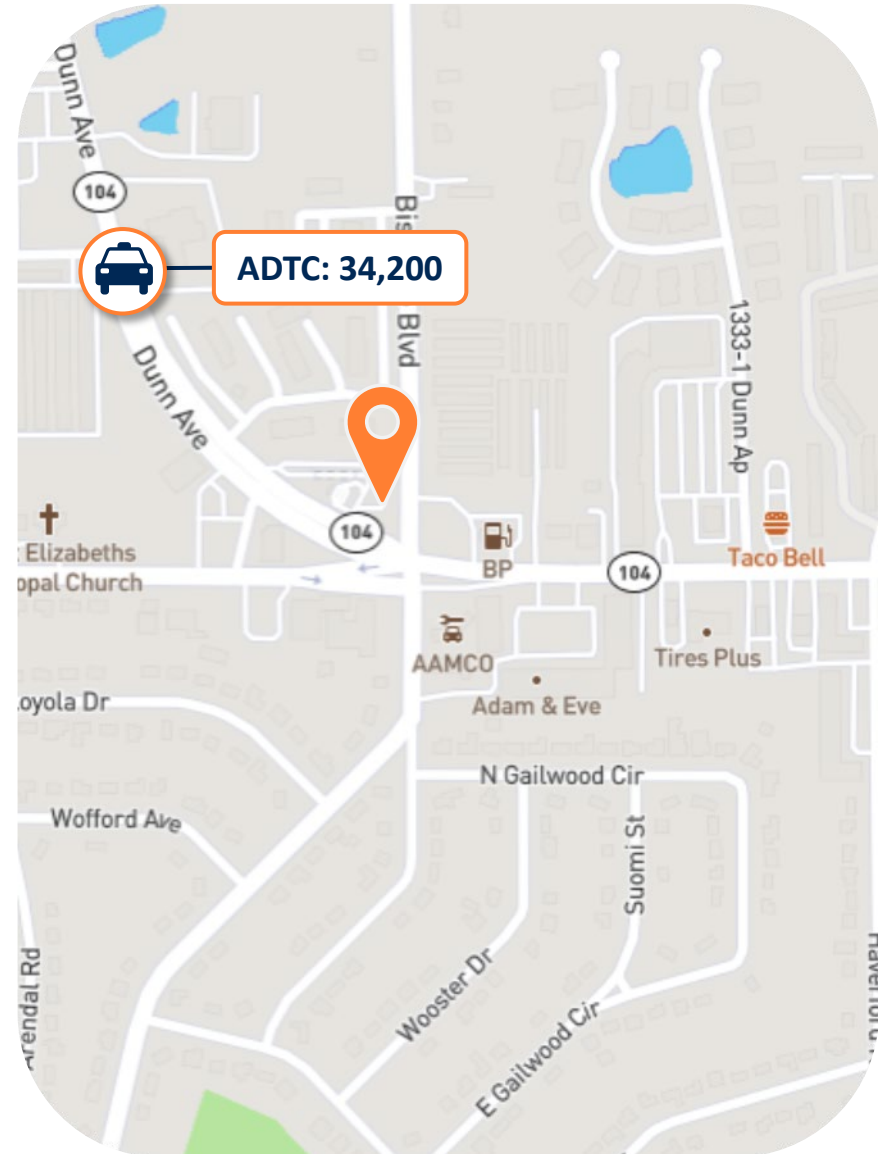 Dunn Ave
104
Bis
ADTC: 34,200
Blvd
1333-1 Dunn Ap
Dunn Ave
104
Elizabeths
opal Church
BP
104
Taco Bell
AAMCO
Tires Plus
Adam & Eve
oyola Dr
N Gailwood Cir
Wofford Ave
Suomi St
Arendal Rd
Wooster Dr
E Gailwood Cir